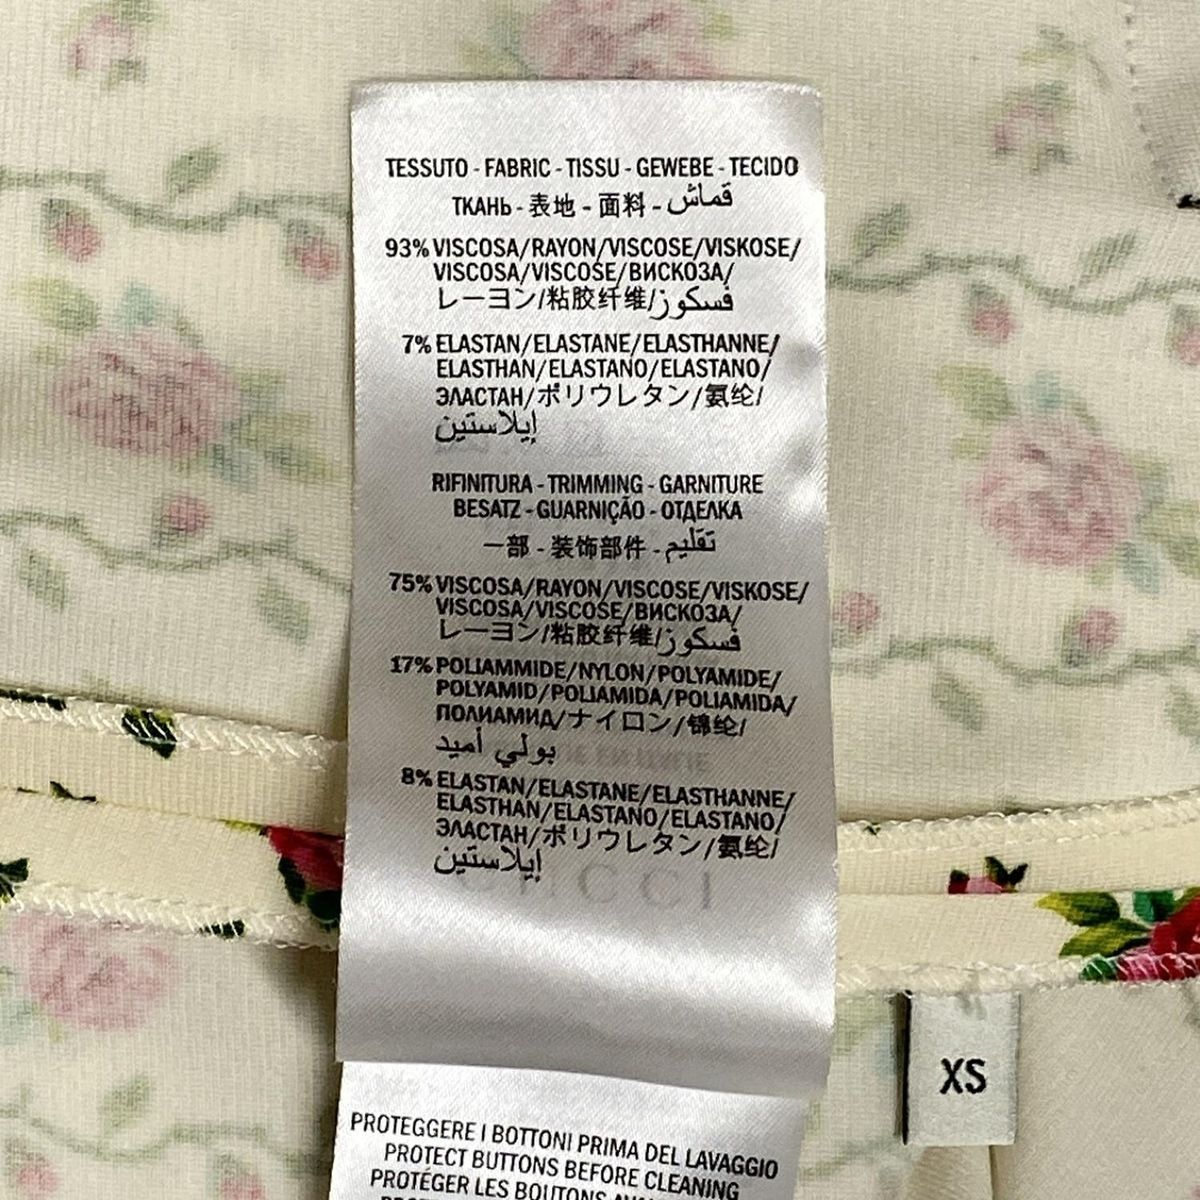 TESSUTO - FABRIC - TISSU - GEWEBE - TECIDO
ТКАНЬ - 表地 - 面料 - قماش
93% VISCOSA/RAYON/VISCOSE/VISKOSE/
VISCOSA/VISCOSE/ВИСКОЗА/
レーヨン/粘胶纤维/فسكوز
7% ELASTAN/ELASTANE/ELASTHANNE/
ELASTHAN/ELASTANO/ELASTANO/
ЭЛАСТАН/ポリウレタン/氨纶/
إيلاستين
RIFINITURA - TRIMMING - GARNITURE
BESATZ - GUARNIÇÃO - ОТДЕЛКА
一部 - 装饰部件 - تقليم
75% VISCOSA/RAYON/VISCOSE/VISKOSE/
VISCOSA/VISCOSE/ВИСКОЗА/
レーヨン/粘胶纤维/فسكوز
17% POLIAMMIDE/NYLON/POLYAMIDE/
POLYAMID/POLIAMIDA/POLIAMIDA/
ПОЛИАМИД/ナイロン/锦纶/
بولي أميد
8% ELASTAN/ELASTANE/ELASTHANNE/
ELASTHAN/ELASTANO/ELASTANO/
ЭЛАСТАН/ポリウレタン/氨纶/
إيلاستين
GUCCI
XS
PROTEGGERE I BOTTONI PRIMA DEL LAVAGGIO
PROTECT BUTTONS BEFORE CLEANING
PROTÉGER LES BOUTONS